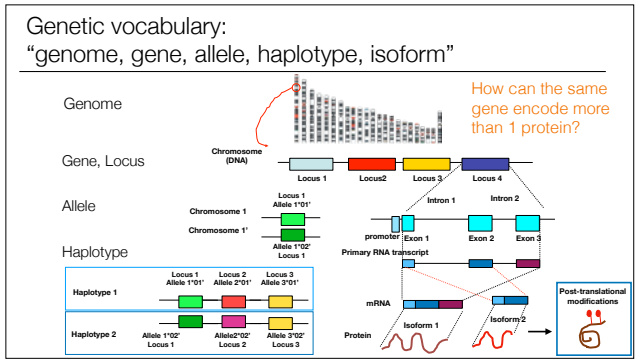 Genetic vocabulary:
“genome, gene, allele, haplotype, isoform”
Genome
How can the same
gene encode more
than 1 protein?
Gene, Locus
Chromosome
(DNA)
Locus 1
Locus2
Locus 3
Locus 4
Intron 1
Intron 2
Allele
Locus 1
Allele 1*01’
Chromosome 1
Chromosome 1’
Allele 1*02’
Locus 1
promoter
Exon 1
Exon 2
Exon 3
Haplotype
Primary RNA transcript
Locus 1
Allele 1*01’
Locus 2
Allele 2*01’
Locus 3
Allele 3*01’
Haplotype 1
Haplotype 2
Allele 1*02’
Locus 1
Allele2*02’
Locus 2
Allele 3*02’
Locus 3
mRNA
Isoform 1
Isoform 2
Protein
Post-translational
modifications